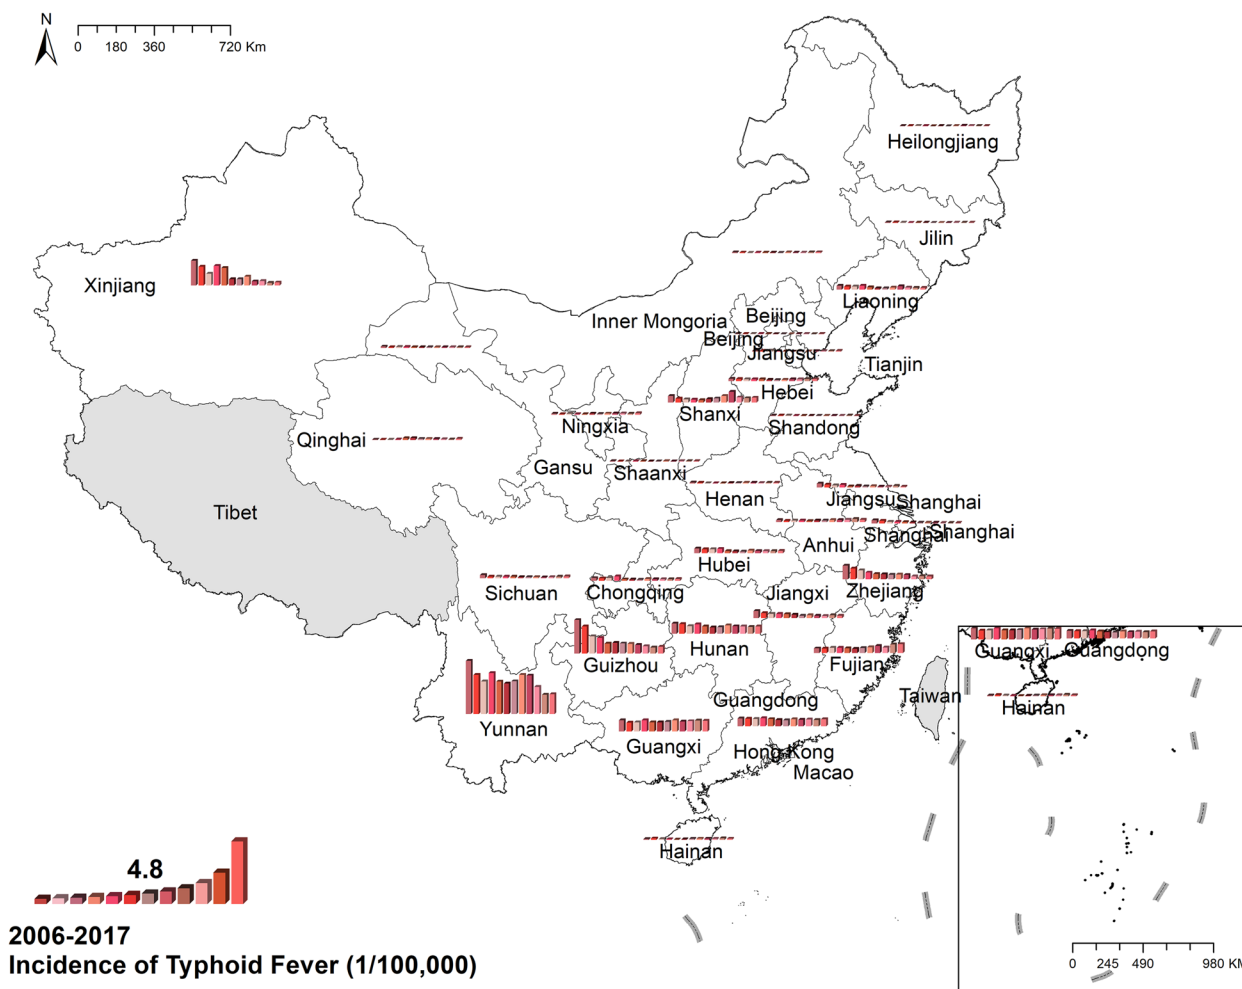 N
0 180 360 720 Km
Heilongjiang
Jilin
Xinjiang
Liaoning
Inner Mongoria
Beijing
Beijing
Jiangsu
Tianjin
Hebei
Shanxi
Ningxia
Shandong
Qinghai
Gansu
Shaanxi
Henan
Jiangsu
Shanghai
Tibet
Anhui
Shanghai
Shanghai
Hubei
Sichuan
Chongqing
Jiangxi
Zhejiang
Guizhou
Hunan
Fujian
Guangxi
Guangdong
Taiwan
Guangdong
Hainan
Yunnan
Guangxi
Hong Kong
Macao
Hainan
4.8
2006-2017
Incidence of Typhoid Fever (1/100,000)
0 245 490 980 KM